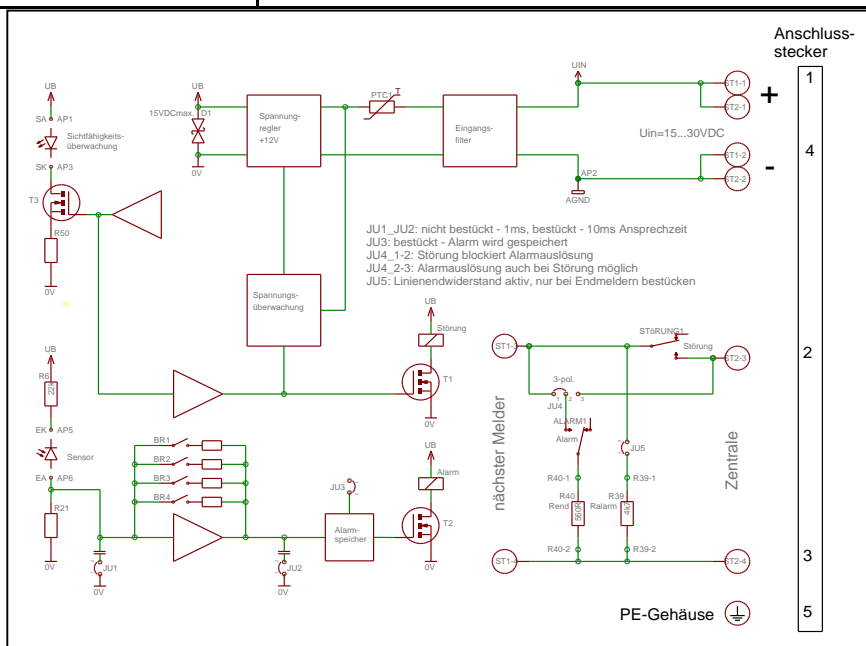 Anschluss-
stecker
1
4
2
3
5
UB
SA
AP1
Sichtfähigkeits-
überwachung
SK
AP3
T3
R50
0V
UB
15VDCmax.
D1
0V
Spannung-
regler
+12V
PTC1
T
Eingangs-
filter
UIN
ST1-1
ST2-1
+
Uin=15...30VDC
ST1-2
ST2-2
-
AP2
AGND
JU1_JU2: nicht bestückt - 1ms, bestückt - 10ms Ansprechzeit
JU3: bestückt - Alarm wird gespeichert
JU4_1-2: Störung blockiert Alarmauslösung
JU4_2-3: Alarmauslösung auch bei Störung möglich
JU5: Linienendwiderstand aktiv, nur bei Endmeldern bestücken
Spannungs-
überwachung
UB
Störung
T1
0V
UB
R6
22k
EK
AP5
Sensor
EA
AP6
R21
0V
BR1
BR2
BR3
BR4
JU1
0V
JU2
0V
JU3
Alarm-
speicher
UB
Alarm
T2
0V
ST1-3
STöRUNG1
Störung
ST2-3
3-pol.
1
2
3
JU4
ALARM1
Alarm
JU5
nächster Melder
Zentrale
R40-1
R39-1
R40
Rend
560R
R39
Ralarm
4k7
R40-2
R39-2
ST1-4
ST2-4
PE-Gehäuse